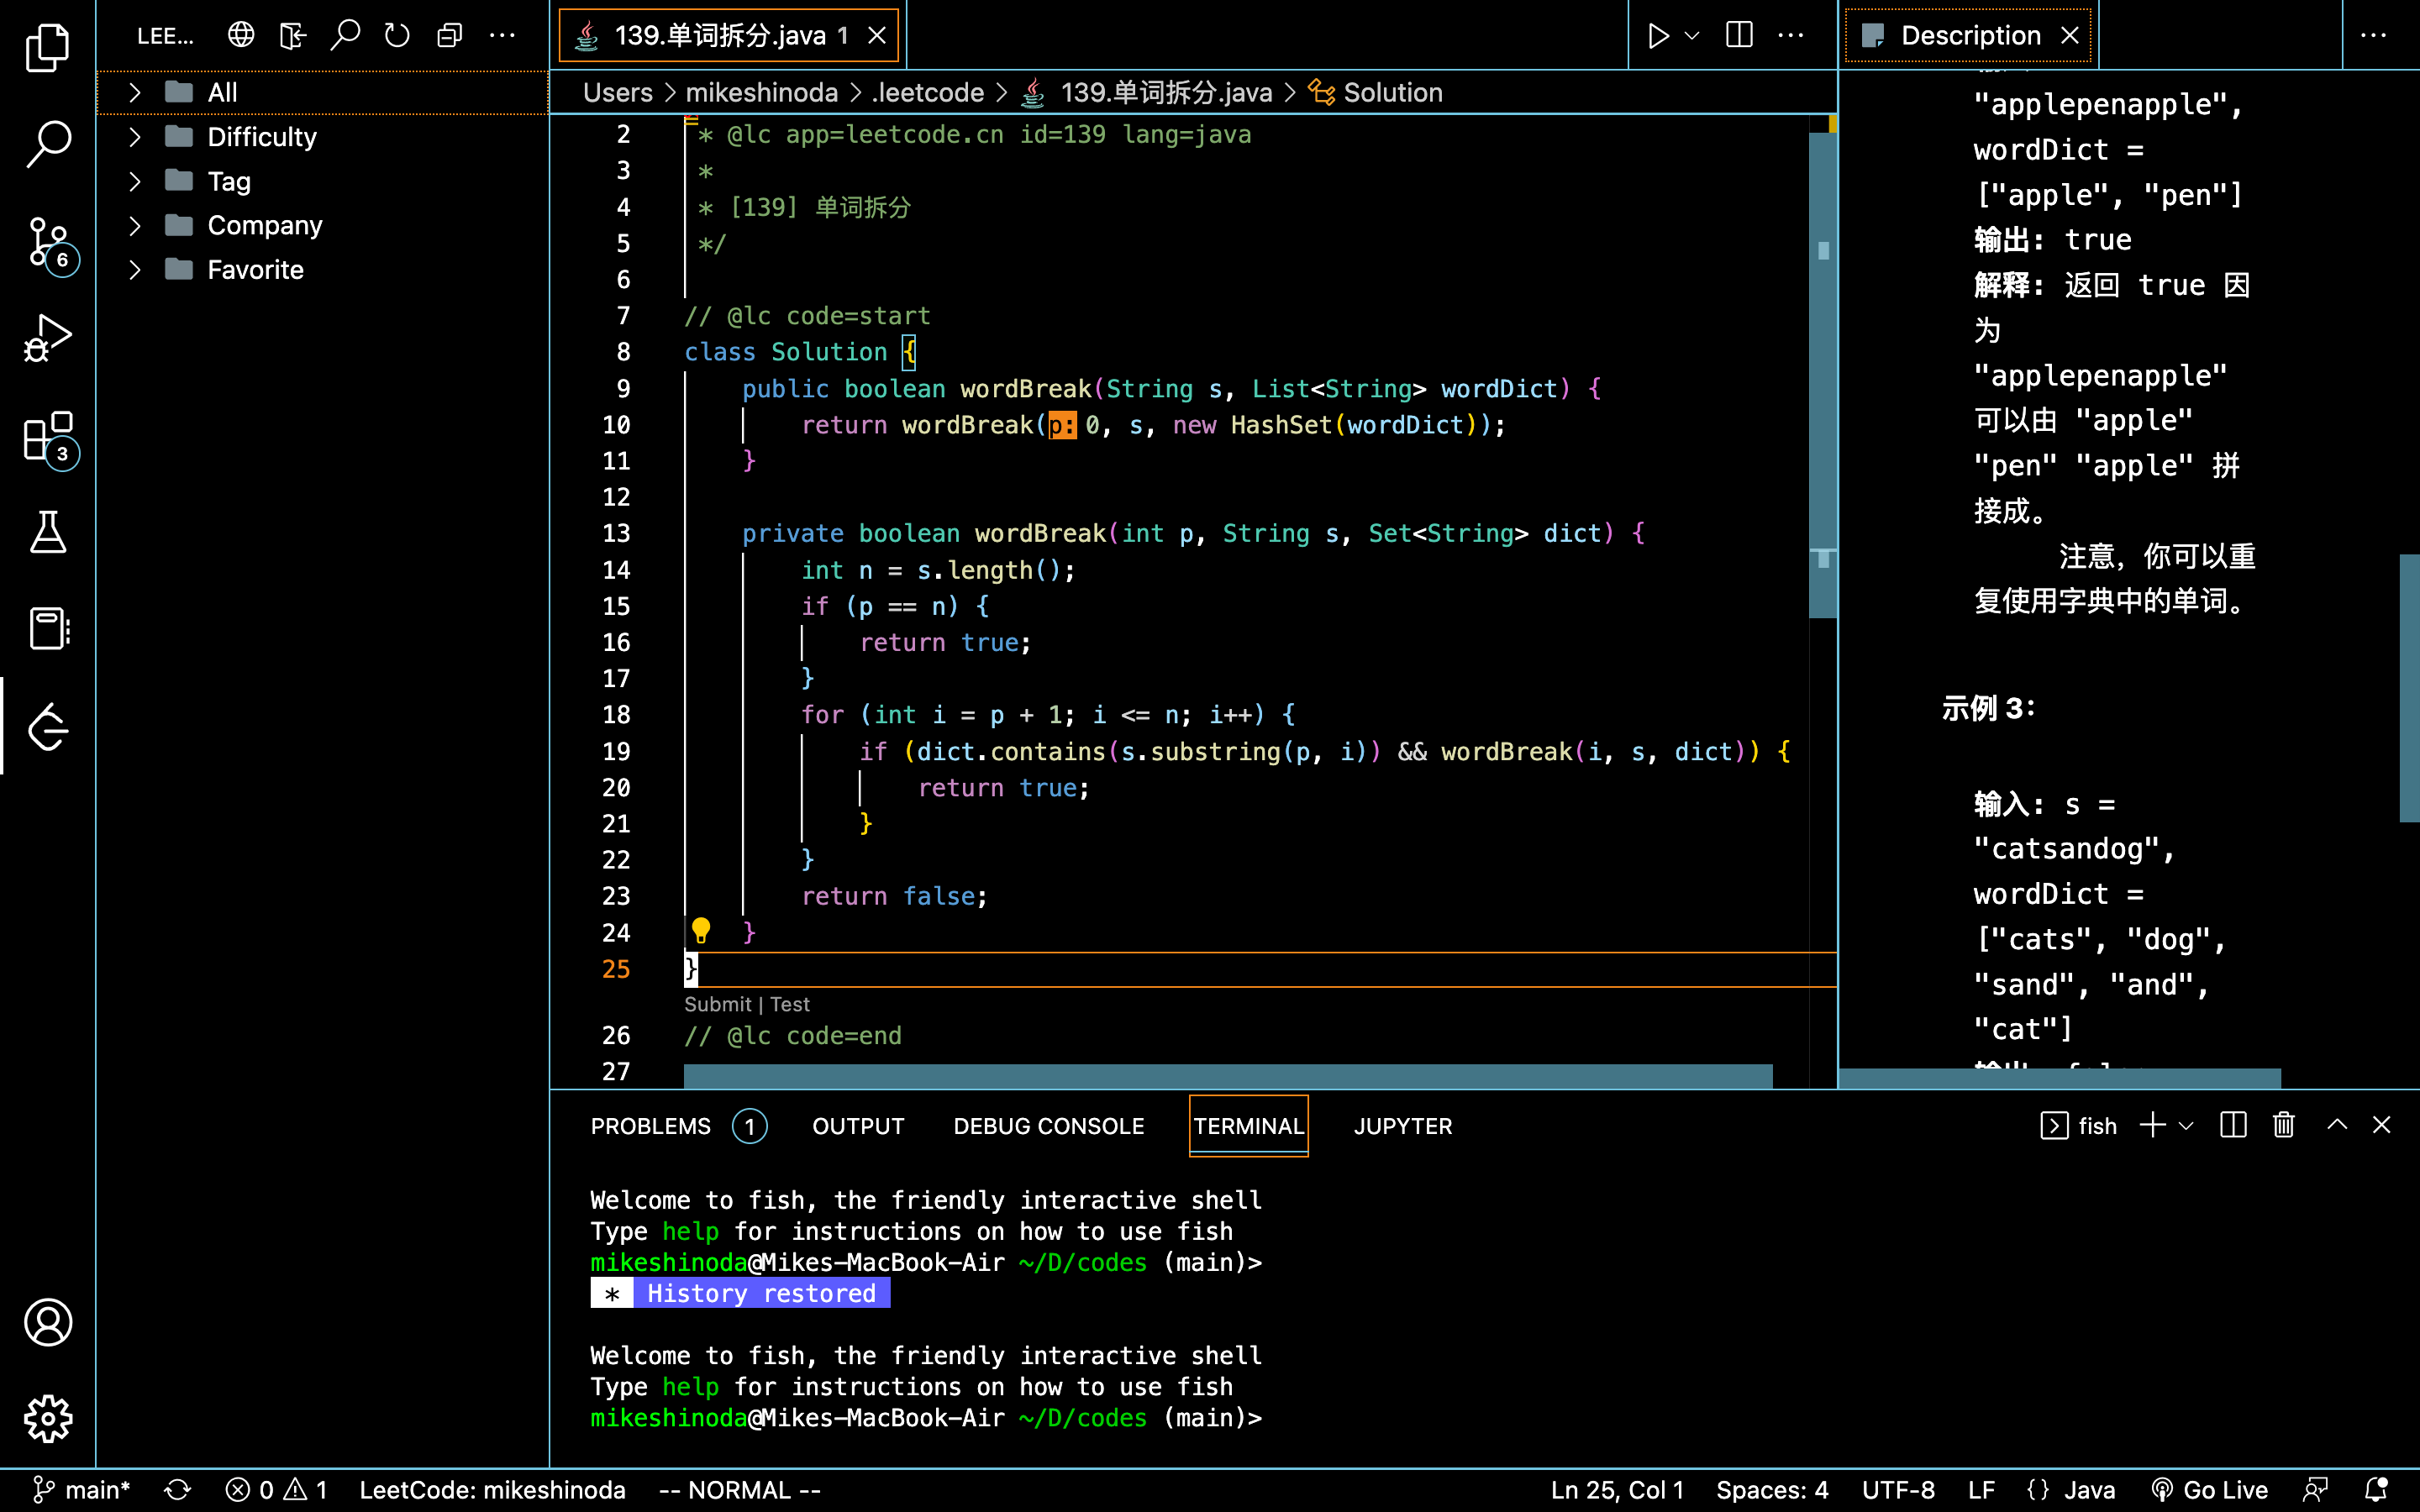 LEE...
All
Difficulty
Tag
Company
Favorite
6
3
139.单词拆分.java 1
Users > mikeshinoda > .leetcode > 139.单词拆分.java > Solution
2 * @lc app=leetcode.cn id=139 lang=java
3 *
4 * [139] 单词拆分
5 */
6
7 // @lc code=start
8 class Solution {
9 public boolean wordBreak(String s, List<String> wordDict) {
10 return wordBreak(p: 0, s, new HashSet(wordDict));
11 }
12
13 private boolean wordBreak(int p, String s, Set<String> dict) {
14 int n = s.length();
15 if (p == n) {
16 return true;
17 }
18 for (int i = p + 1; i <= n; i++) {
19 if (dict.contains(s.substring(p, i)) && wordBreak(i, s, dict)) {
20 return true;
21 }
22 }
23 return false;
24 }
25 }
Submit | Test
26 // @lc code=end
27
Description
"applepenapple",
wordDict =
["apple", "pen"]
输出: true
解释: 返回 true 因
为
"applepenapple"
可以由 "apple"
"pen" "apple" 拼
接成。
注意，你可以重
复使用字典中的单词。
示例 3：
输入: s =
"catsandog",
wordDict =
["cats", "dog",
"sand", "and",
"cat"]
PROBLEMS 1 OUTPUT DEBUG CONSOLE TERMINAL JUPYTER
fish
Welcome to fish, the friendly interactive shell
Type help for instructions on how to use fish
mikeshinoda@Mikes-MacBook-Air ~/D/codes (main)>
* History restored
Welcome to fish, the friendly interactive shell
Type help for instructions on how to use fish
mikeshinoda@Mikes-MacBook-Air ~/D/codes (main)>
main* 0 1 LeetCode: mikeshinoda -- NORMAL -- Ln 25, Col 1 Spaces: 4 UTF-8 LF {} Java Go Live